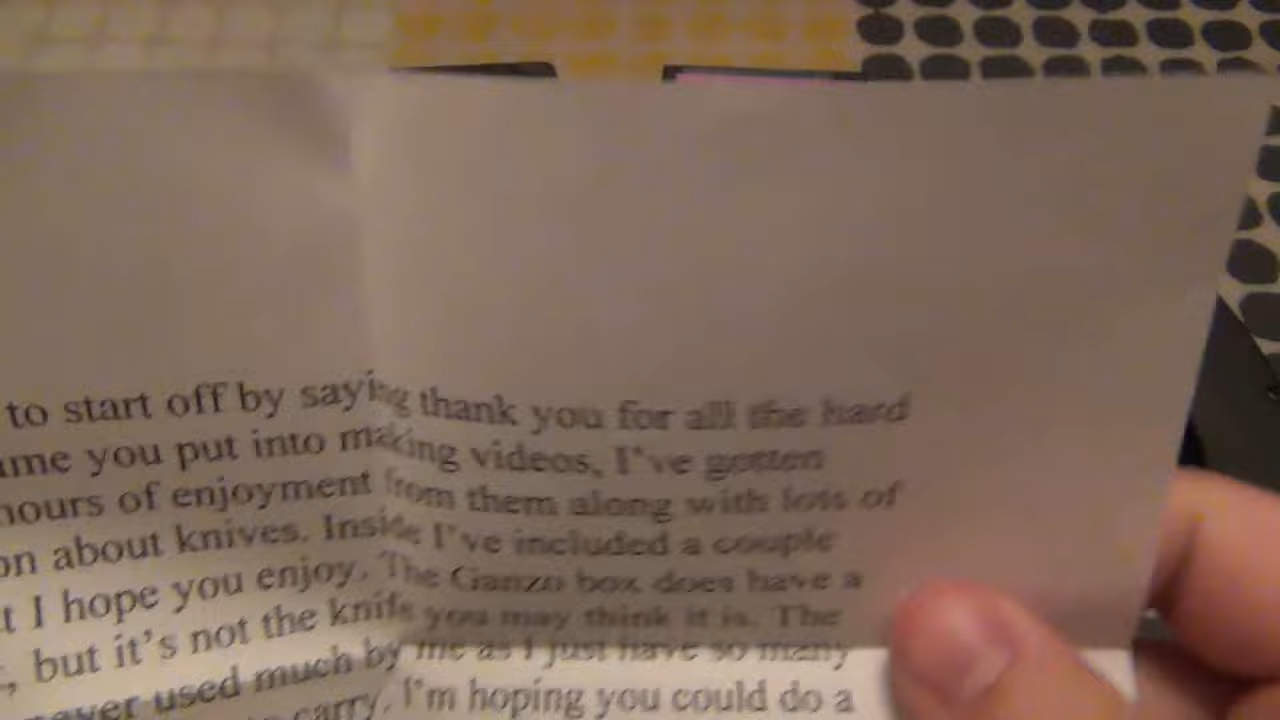 to start off by saying thank you for all the hard
you put into making videos, I've gotten
hours of enjoyment from them along with lots of
on about knives. Inside I've included a couple
t I hope you enjoy. The Ganzo box does have a
, but it's not the knife you may think it is. The
never used much by me as I just have so many
carry. I'm hoping you could do a